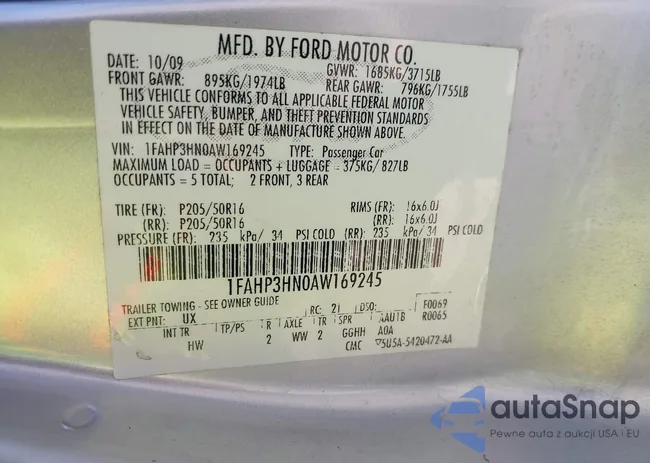 MFD. BY FORD MOTOR CO.
DATE: 10/09 GVWR: 1685KG/3715LB
FRONT GAWR: 895KG/1974LB REAR GAWR: 796KG/1755LB
THIS VEHICLE CONFORMS TO ALL APPLICABLE FEDERAL MOTOR
VEHICLE SAFETY, BUMPER, AND THEFT PREVENTION STANDARDS
IN EFFECT ON THE DATE OF MANUFACTURE SHOWN ABOVE.
VIN: 1FAHP3HN0AW169245 TYPE: Passenger Car
MAXIMUM LOAD = OCCUPANTS + LUGGAGE = 375KG/ 827LB
OCCUPANTS = 5 TOTAL; 2 FRONT, 3 REAR
TIRE (FR): P205/50R16 RIMS (FR): 16x6.0J
(RR): P205/50R16 (RR): 16x6.0J
PRESSURE (FR): 235 kPa/ 34 PSI COLD (RR): 235 kPa/ 34 PSI COLD
1FAHP3HN0AW169245
TRAILER TOWING - SEE OWNER GUIDE
EXT PNT: UX RC: 21 DSO: F0069
R0065
INT TR TP/PS R AXLE TR SPR AAUTB
HW 2 WW 2 GGHH A0A
CMC ▽5U5A-5420472-AA
autaSnap
Pewne auta z aukcji USA i EU